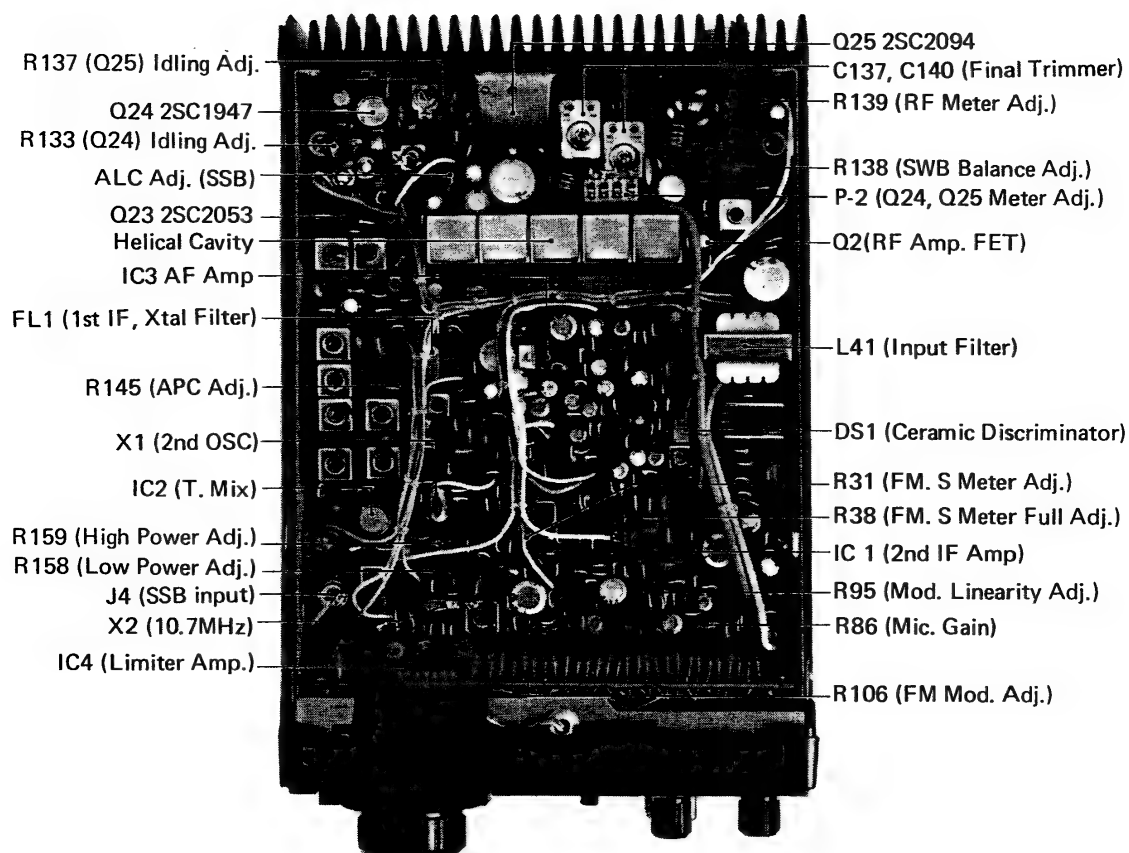 R137 (Q25) Idling Adj.
Q24 2SC1947
R133 (Q24) Idling Adj.
ALC Adj. (SSB)
Q23 2SC2053
Helical Cavity
IC3 AF Amp
FL1 (1st IF, Xtal Filter)
R145 (APC Adj.)
X1 (2nd OSC)
IC2 (T. Mix)
R159 (High Power Adj.)
R158 (Low Power Adj.)
J4 (SSB input)
X2 (10.7MHz)
IC4 (Limiter Amp.)
Q25 2SC2094
C137, C140 (Final Trimmer)
R139 (RF Meter Adj.)
R138 (SWB Balance Adj.)
P-2 (Q24, Q25 Meter Adj.)
Q2(RF Amp. FET)
L41 (Input Filter)
DS1 (Ceramic Discriminator)
R31 (FM. S Meter Adj.)
R38 (FM. S Meter Full Adj.)
IC 1 (2nd IF Amp)
R95 (Mod. Linearity Adj.)
R86 (Mic. Gain)
R106 (FM Mod. Adj.)